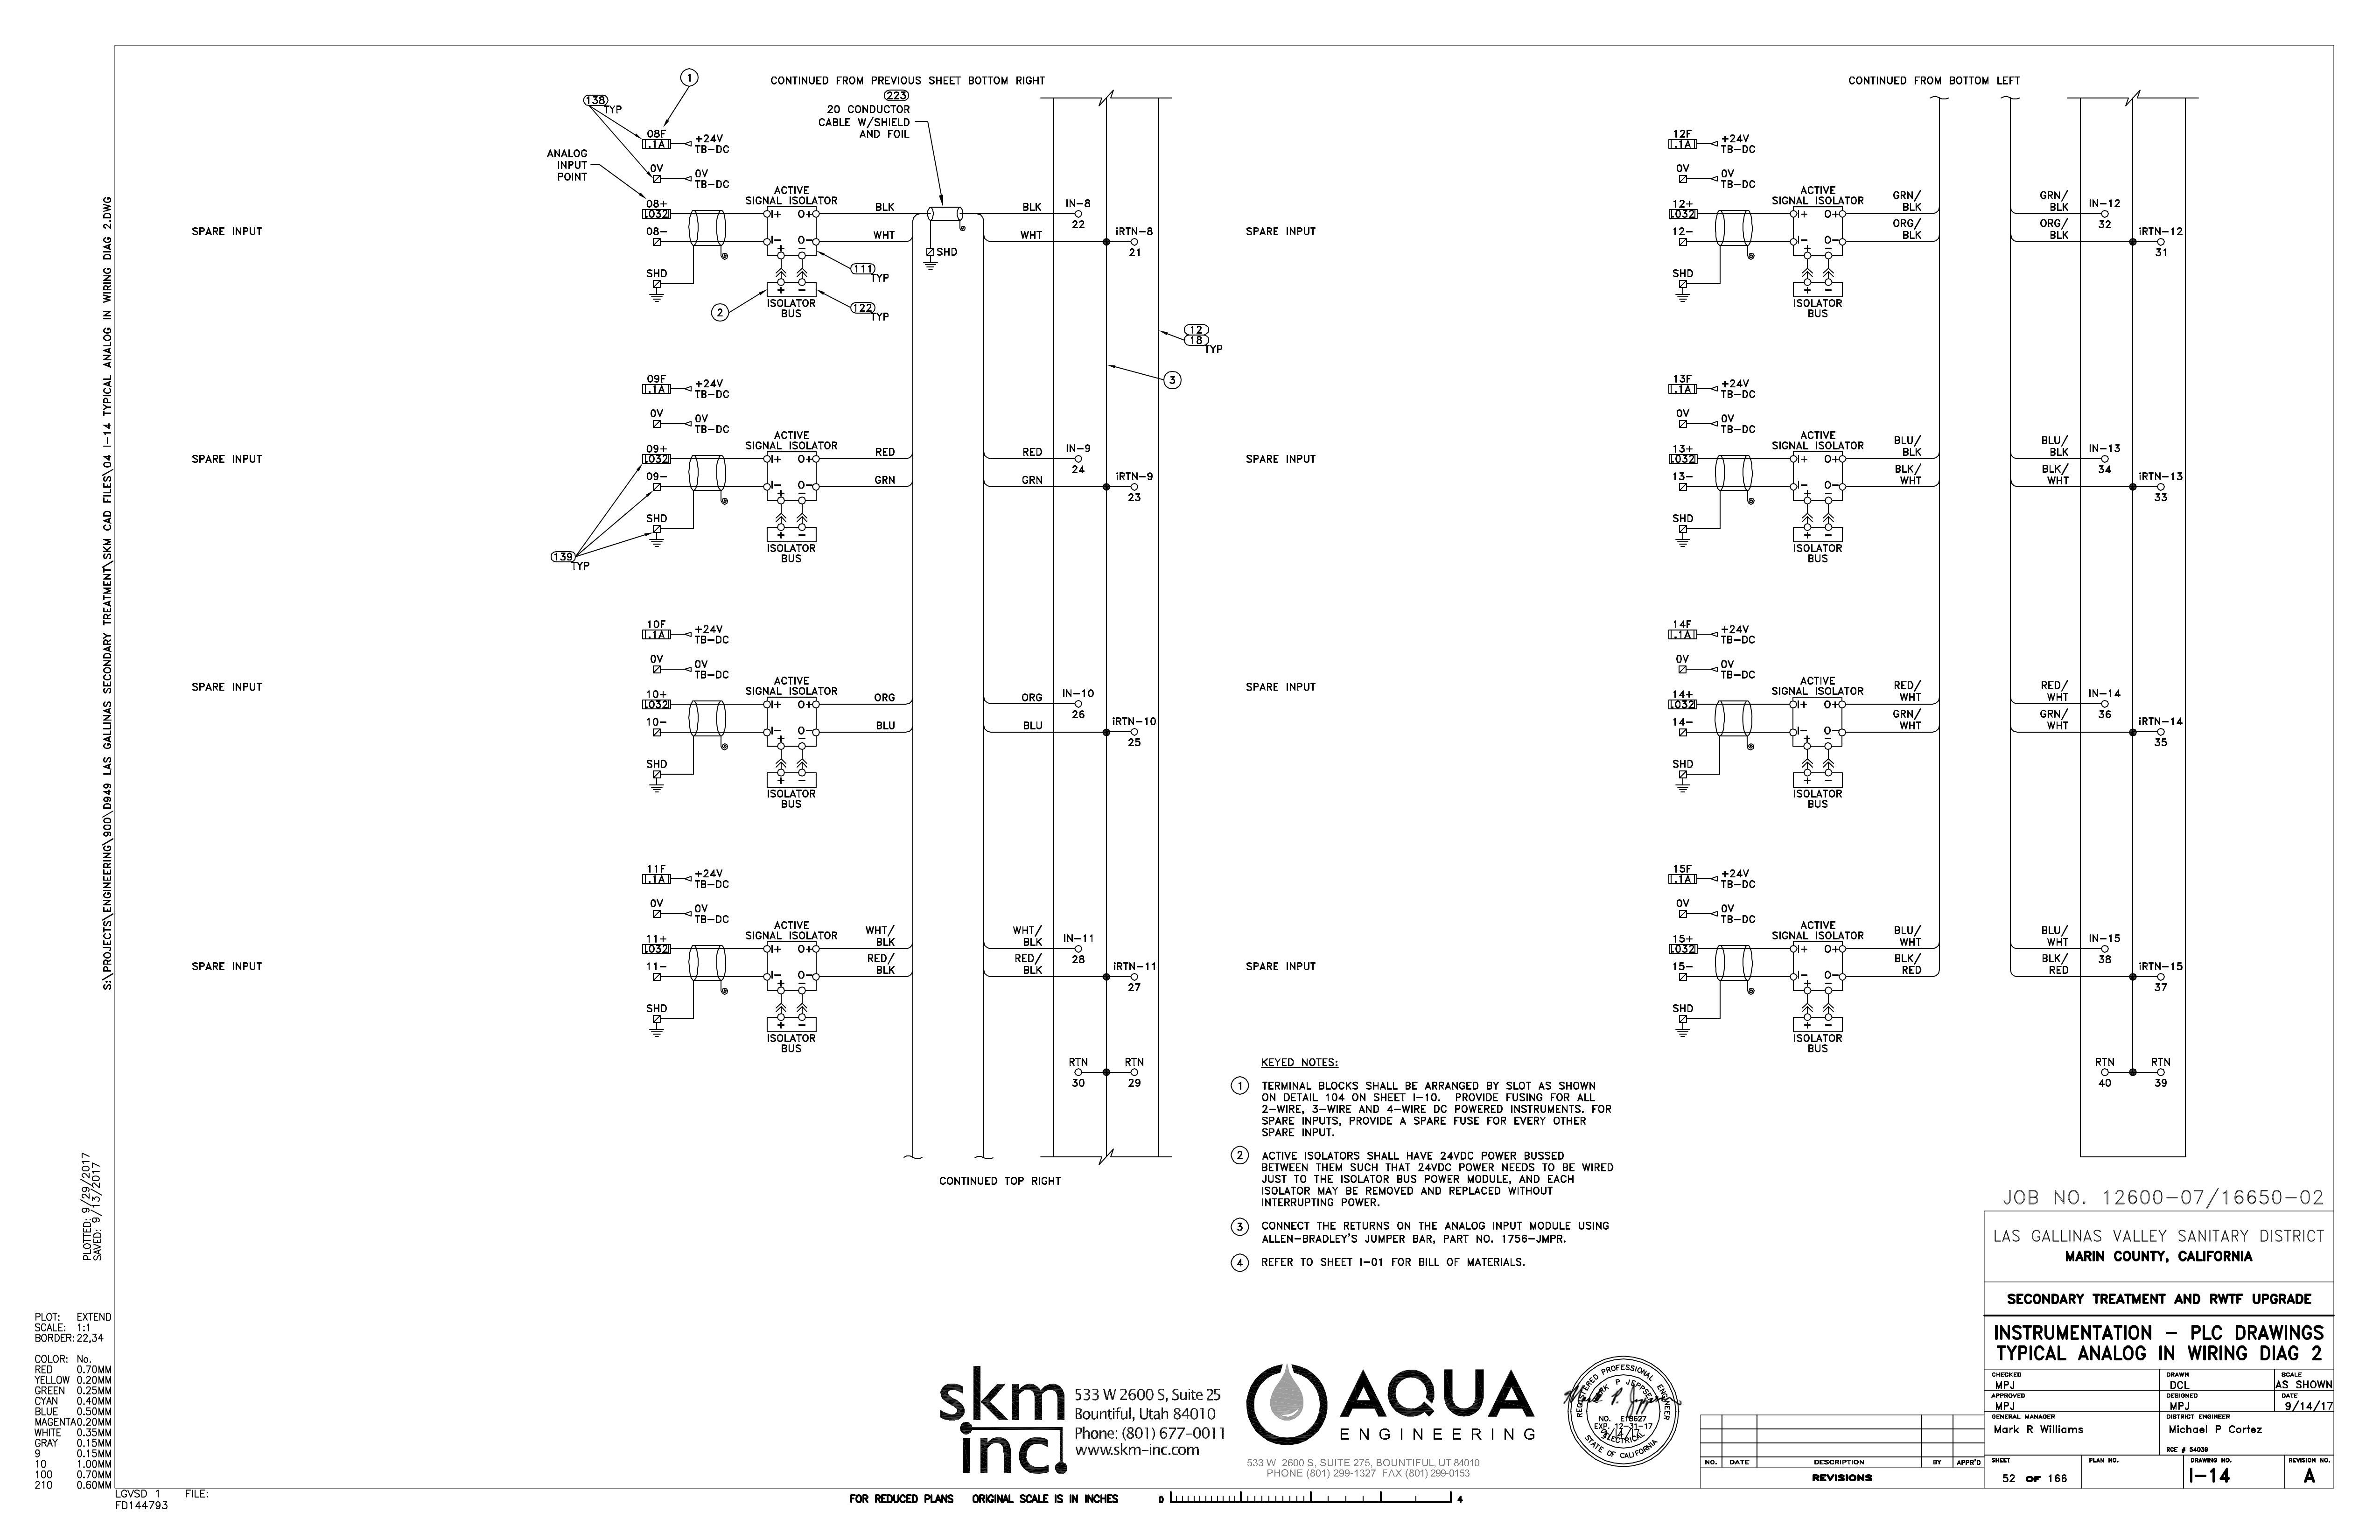 S:\PROJECTS\ENGINEERING\900\D949 LAS GALLINAS SECONDARY TREATMENT\SKM CAD FILES\04 I-14 TYPICAL ANALOG IN WIRING DIAG 2.DWG
PLOTTED: 9/29/2017
SAVED: 9/13/2017
CONTINUED FROM PREVIOUS SHEET BOTTOM RIGHT
1
138
TYP
223
20 CONDUCTOR
CABLE W/SHIELD
AND FOIL
ANALOG
INPUT
POINT
SPARE INPUT
08F
.1A
+24V
TB-DC
0V
0V
TB-DC
08+
L032
08-
SHD
ACTIVE
SIGNAL ISOLATOR
I+ O+
I- O-
+ -
+ -
ISOLATOR
BUS
2
111
TYP
122
TYP
BLK
WHT
SHD
BLK
WHT
IN-8
22
iRTN-8
21
12
18
TYP
3
SPARE INPUT
09F
.1A
+24V
TB-DC
0V
0V
TB-DC
09+
L032
09-
SHD
139
TYP
ACTIVE
SIGNAL ISOLATOR
I+ O+
I- O-
+ -
+ -
ISOLATOR
BUS
RED
GRN
RED
GRN
IN-9
24
iRTN-9
23
SPARE INPUT
10F
.1A
+24V
TB-DC
0V
0V
TB-DC
10+
L032
10-
SHD
ACTIVE
SIGNAL ISOLATOR
I+ O+
I- O-
+ -
+ -
ISOLATOR
BUS
ORG
BLU
ORG
BLU
IN-10
26
iRTN-10
25
SPARE INPUT
11F
.1A
+24V
TB-DC
0V
0V
TB-DC
11+
L032
11-
SHD
ACTIVE
SIGNAL ISOLATOR
I+ O+
I- O-
+ -
+ -
ISOLATOR
BUS
WHT/
BLK
RED/
BLK
WHT/
BLK
RED/
BLK
IN-11
28
iRTN-11
27
RTN
30
RTN
29
CONTINUED TOP RIGHT
CONTINUED FROM BOTTOM LEFT
SPARE INPUT
12F
.1A
+24V
TB-DC
0V
0V
TB-DC
12+
L032
12-
SHD
ACTIVE
SIGNAL ISOLATOR
I+ O+
I- O-
+ -
+ -
ISOLATOR
BUS
GRN/
BLK
ORG/
BLK
GRN/
BLK
ORG/
BLK
IN-12
32
iRTN-12
31
SPARE INPUT
13F
.1A
+24V
TB-DC
0V
0V
TB-DC
13+
L032
13-
SHD
ACTIVE
SIGNAL ISOLATOR
I+ O+
I- O-
+ -
+ -
ISOLATOR
BUS
BLU/
BLK
BLK/
WHT
BLU/
BLK
BLK/
WHT
IN-13
34
iRTN-13
33
SPARE INPUT
14F
.1A
+24V
TB-DC
0V
0V
TB-DC
14+
L032
14-
SHD
ACTIVE
SIGNAL ISOLATOR
I+ O+
I- O-
+ -
+ -
ISOLATOR
BUS
RED/
WHT
GRN/
WHT
RED/
WHT
GRN/
WHT
IN-14
36
iRTN-14
35
SPARE INPUT
15F
.1A
+24V
TB-DC
0V
0V
TB-DC
15+
L032
15-
SHD
ACTIVE
SIGNAL ISOLATOR
I+ O+
I- O-
+ -
+ -
ISOLATOR
BUS
BLU/
WHT
BLK/
RED
BLU/
WHT
BLK/
RED
IN-15
38
iRTN-15
37
RTN
40
RTN
39
KEYED NOTES:
1 TERMINAL BLOCKS SHALL BE ARRANGED BY SLOT AS SHOWN
ON DETAIL 104 ON SHEET I-10. PROVIDE FUSING FOR ALL
2-WIRE, 3-WIRE AND 4-WIRE DC POWERED INSTRUMENTS. FOR
SPARE INPUTS, PROVIDE A SPARE FUSE FOR EVERY OTHER
SPARE INPUT.
2 ACTIVE ISOLATORS SHALL HAVE 24VDC POWER BUSSED
BETWEEN THEM SUCH THAT 24VDC POWER NEEDS TO BE WIRED
JUST TO THE ISOLATOR BUS POWER MODULE, AND EACH
ISOLATOR MAY BE REMOVED AND REPLACED WITHOUT
INTERRUPTING POWER.
3 CONNECT THE RETURNS ON THE ANALOG INPUT MODULE USING
ALLEN-BRADLEY'S JUMPER BAR, PART NO. 1756-JMPR.
4 REFER TO SHEET I-01 FOR BILL OF MATERIALS.
PLOT: EXTEND
SCALE: 1:1
BORDER: 22,34
COLOR: No.
RED 0.70MM
YELLOW 0.20MM
GREEN 0.25MM
CYAN 0.40MM
BLUE 0.50MM
MAGENTA 0.20MM
WHITE 0.35MM
GRAY 0.15MM
9 0.15MM
10 1.00MM
100 0.70MM
210 0.60MM
LGVSD 1 FILE:
FD144793
skm
inc.
533 W 2600 S, Suite 25
Bountiful, Utah 84010
Phone: (801) 677-0011
www.skm-inc.com
AQUA
ENGINEERING
533 W 2600 S, SUITE 275, BOUNTIFUL, UT 84010
PHONE (801) 299-1327 FAX (801) 299-0153
REGISTERED PROFESSIONAL ENGINEER
MARK P JEPPSEN
NO. E18627
EXP. 12-31-17
9/14/17
ELECTRICAL
STATE OF CALIFORNIA
FOR REDUCED PLANS ORIGINAL SCALE IS IN INCHES
0 4
NO. DATE DESCRIPTION BY APPR'D
REVISIONS
JOB NO. 12600-07/16650-02
LAS GALLINAS VALLEY SANITARY DISTRICT
MARIN COUNTY, CALIFORNIA
SECONDARY TREATMENT AND RWTF UPGRADE
INSTRUMENTATION - PLC DRAWINGS
TYPICAL ANALOG IN WIRING DIAG 2
CHECKED
MPJ
DRAWN
DCL
SCALE
AS SHOWN
APPROVED
MPJ
DESIGNED
MPJ
DATE
9/14/17
GENERAL MANAGER
Mark R Williams
DISTRICT ENGINEER
Michael P Cortez
RCE # 54038
SHEET
52 OF 166
PLAN NO.
DRAWING NO.
I-14
REVISION NO.
A